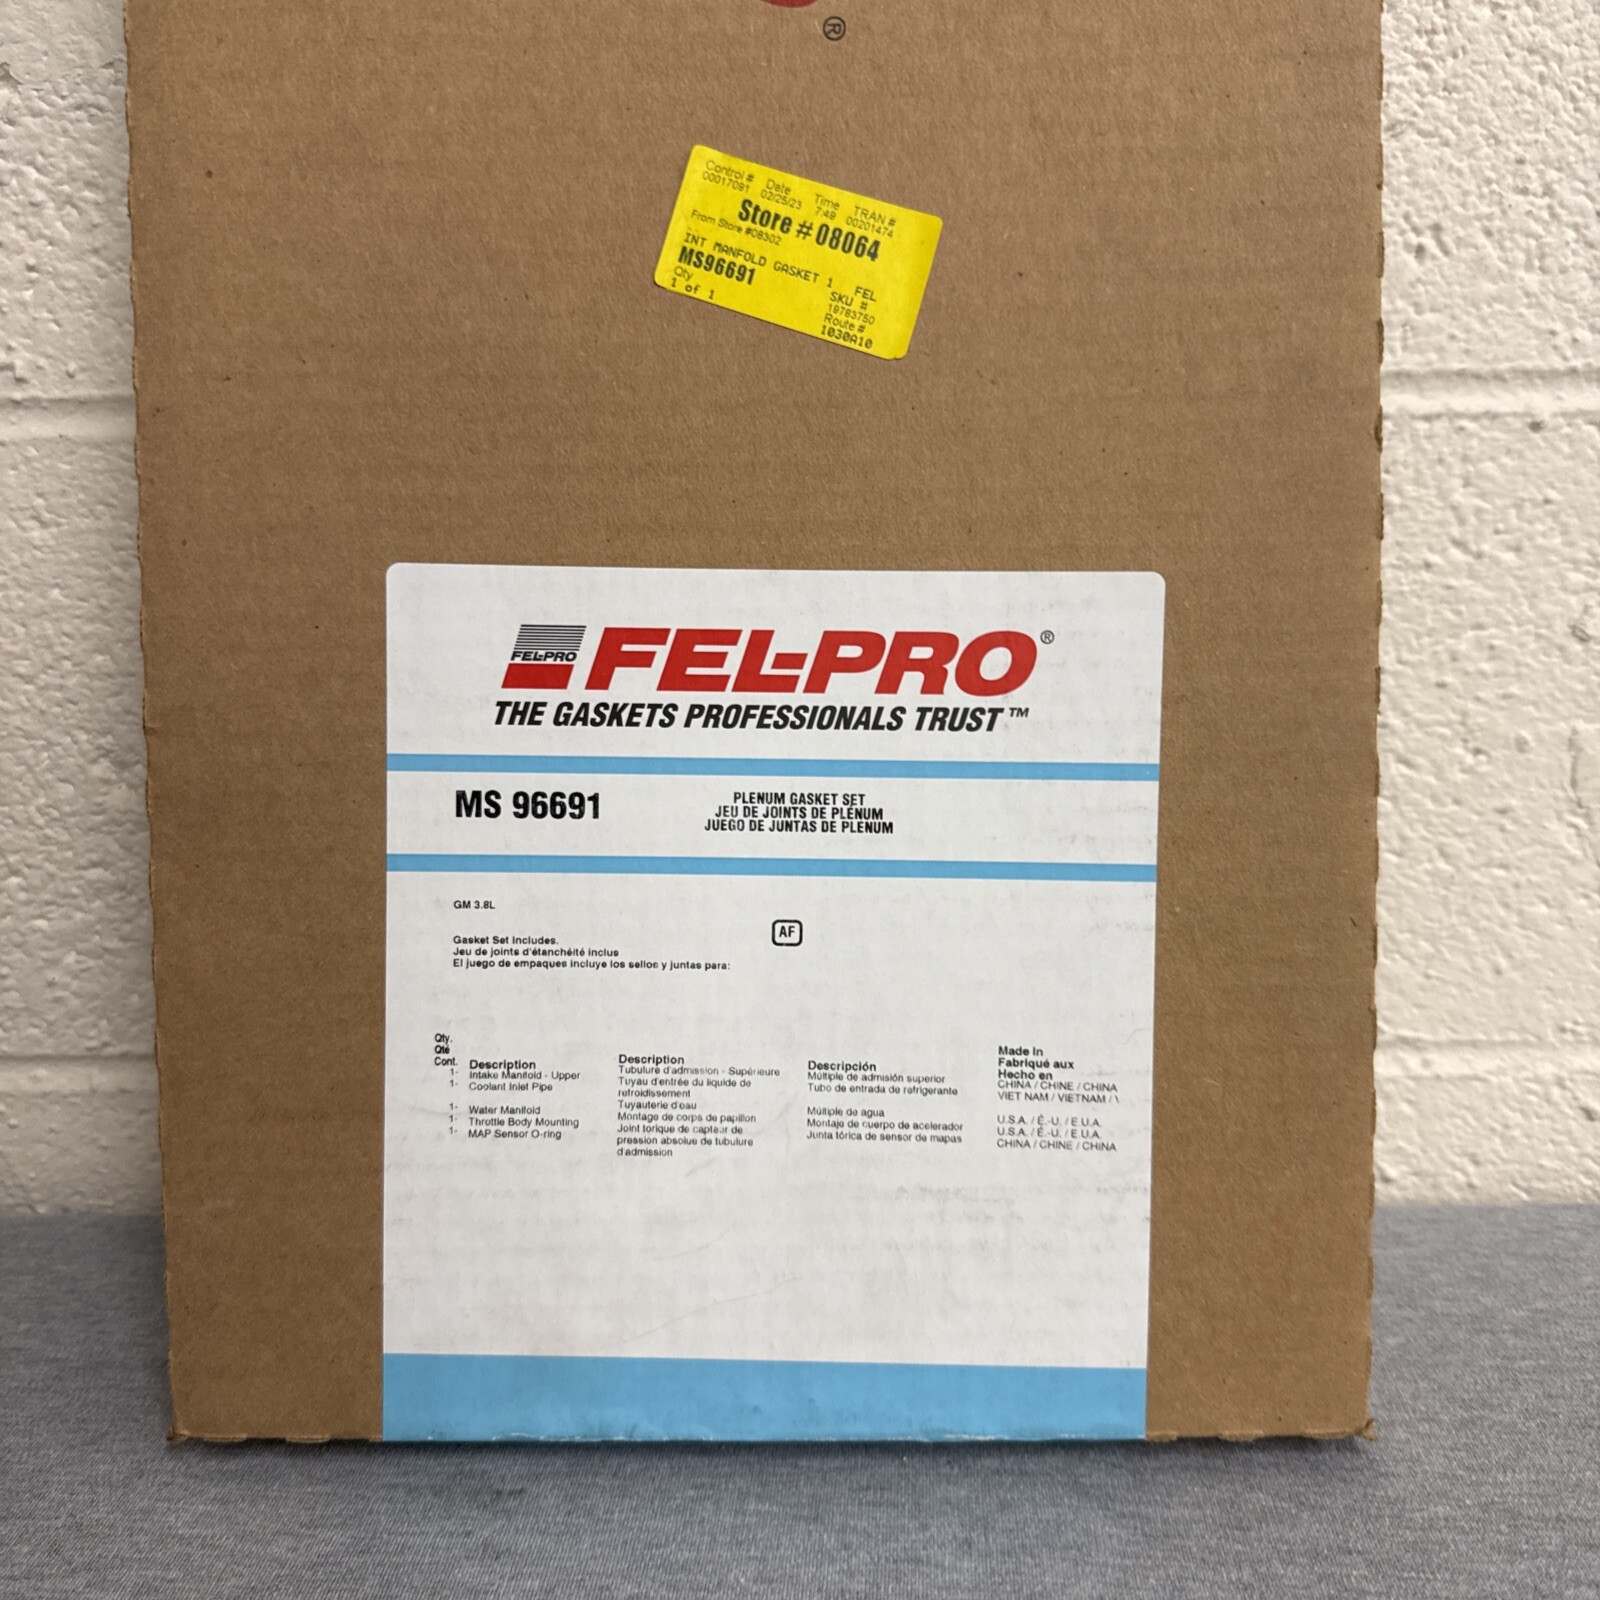 ®
Control # Date Time TRAN #
00017091 02/25/23 7:49 00201474
Store # 08064
From Store #08302
INT MANFOLD GASKET 1 FEL
MS96691
SKU #
19783750
Qty
1 of 1
Route #
1030A10
FEL-PRO FEL-PRO®
THE GASKETS PROFESSIONALS TRUST™
MS 96691
PLENUM GASKET SET
JEU DE JOINTS DE PLÉNUM
JUEGO DE JUNTAS DE PLENUM
GM 3.8L
AF
Gasket Set Includes.
Jeu de joints d'étanchéité inclus
El juego de empaques incluye los sellos y juntas para:
Qty.
Qté
Cont.
Description
1- Intake Manifold - Upper
1- Coolant Inlet Pipe
1- Water Manifold
1- Throttle Body Mounting
1- MAP Sensor O-ring
Description
Tubulure d'admission - Supérieure
Tuyau d'entrée du liquide de
refroidissement
Tuyauterie d'eau
Montage de corps de papillon
Joint torique de capteur de
pression absolue de tubulure
d'admission
Descripción
Múltiple de admisión superior
Tubo de entrada de refrigerante
Múltiple de agua
Montaje de cuerpo de acelerador
Junta tórica de sensor de mapas
Made In
Fabriqué aux
Hecho en
CHINA / CHINE / CHINA
VIET NAM / VIETNAM / \
U.S.A. / É.-U. / E U.A.
U.S.A. / É.-U. / E U.A.
CHINA / CHINE / CHINA